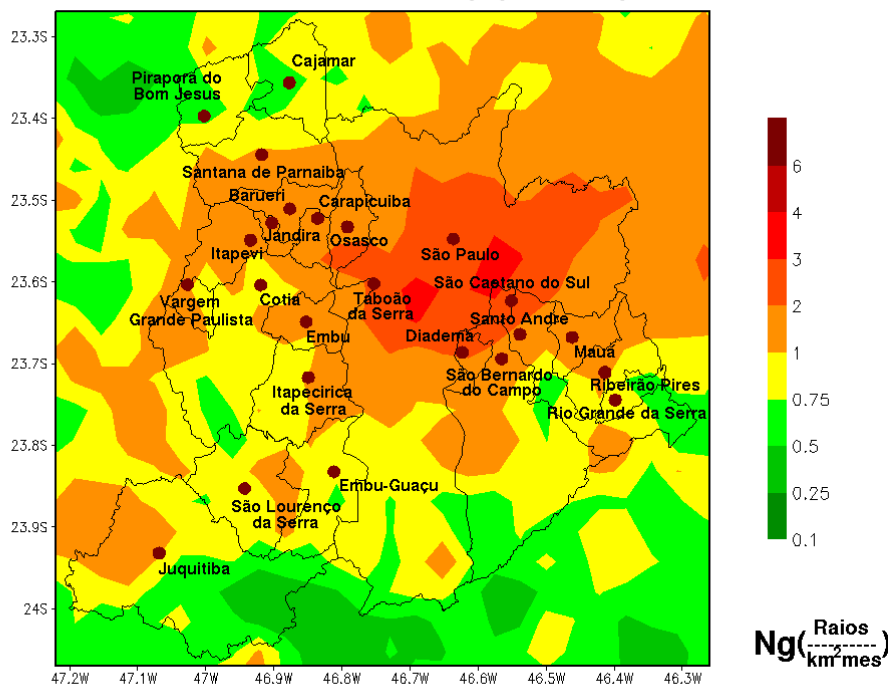 23.3S
23.4S
23.5S
23.6S
23.7S
23.8S
23.9S
24S
47.2W
47.1W
47W
46.9W
46.8W
46.7W
46.6W
46.5W
46.4W
46.3W
Cajamar
Pirapora do
Bom Jesus
Santana de Parnaiba
Barueri
Carapicuiba
Jandira
Osasco
Itapevi
São Paulo
São Caetano do Sul
Vargem
Grande Paulista
Cotia
Taboão
da Serra
Santo Andre
Embu
Diadema
Mauá
São Bernardo
do Campo
Ribeirão Pires
Itapecirica
da Serra
Rio Grande da Serra
Embu-Guaçu
São Lourenço
da Serra
Juquitiba
6
4
3
2
1
0.75
0.5
0.25
0.1
Ng(Raios
km²mes)